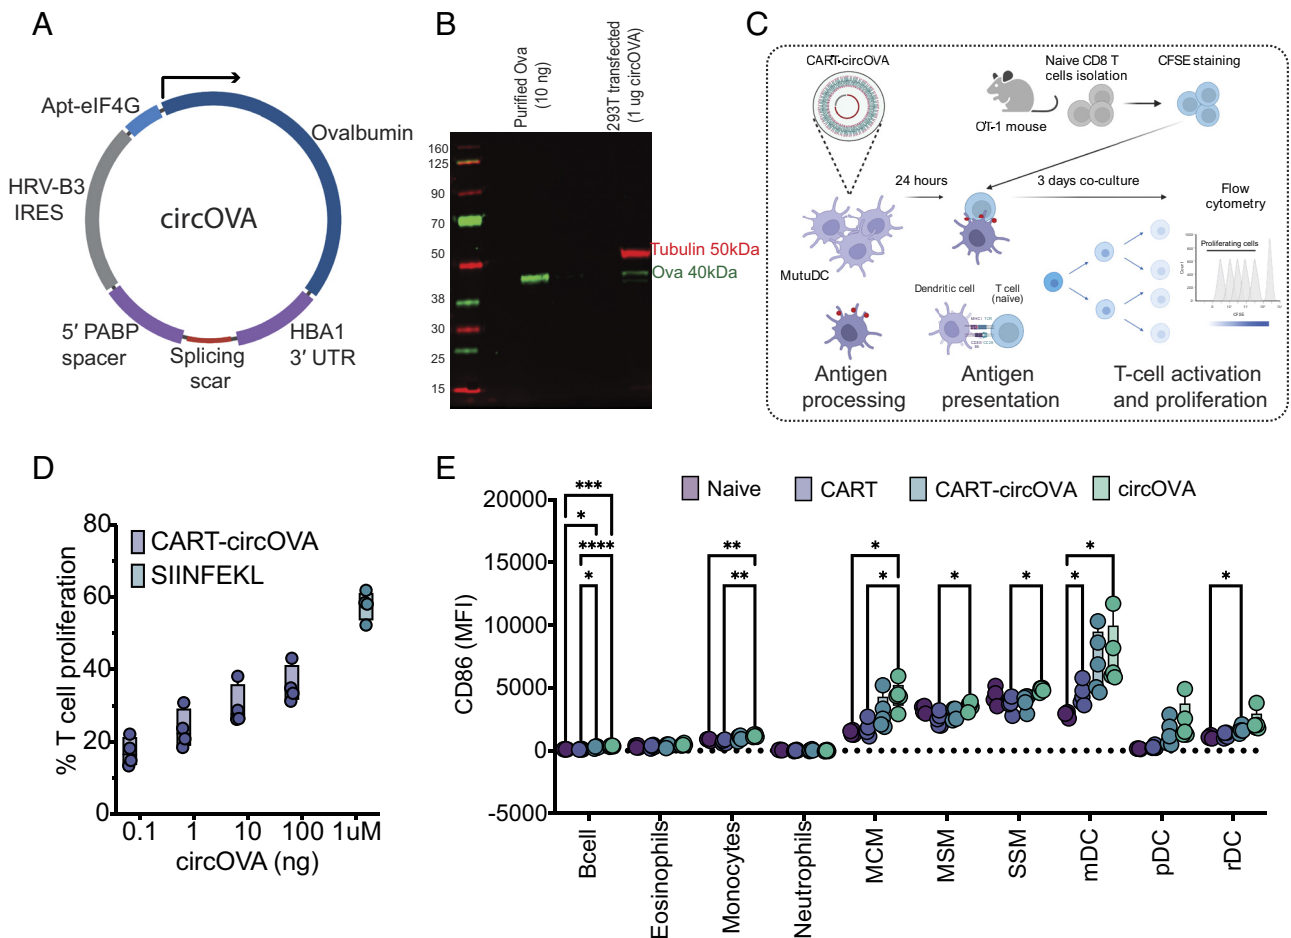 A
Apt-eIF4G
Ovalbumin
HRV-B3
IRES
circOVA
5′ PABP
spacer
Splicing
scar
HBA1
3′ UTR
B
Purified Ova
(10 ng)
293T transfected
(1 ug circOVA)
160
125
90
70
50
38
30
25
15
Tubulin 50kDa
Ova 40kDa
C
CART-circOVA
Naive CD8 T
cells isolation
CFSE staining
OT-1 mouse
24 hours
3 days co-culture
Flow
cytometry
MutuDC
Proliferating cells
Dendritic cell
T cell
(naive)
MHC1 TCR
CFSE
Antigen
processing
Antigen
presentation
T-cell activation
and proliferation
D
% T cell proliferation
80
60
40
20
0
CART-circOVA
SIINFEKL
0.1
1
10
100
1uM
circOVA (ng)
E
Naive
CART
CART-circOVA
circOVA
CD86 (MFI)
20000
15000
10000
5000
0
-5000
***
*
****
*
**
**
*
*
*
*
*
*
*
Bcell
Eosinophils
Monocytes
Neutrophils
MCM
MSM
SSM
mDC
pDC
rDC